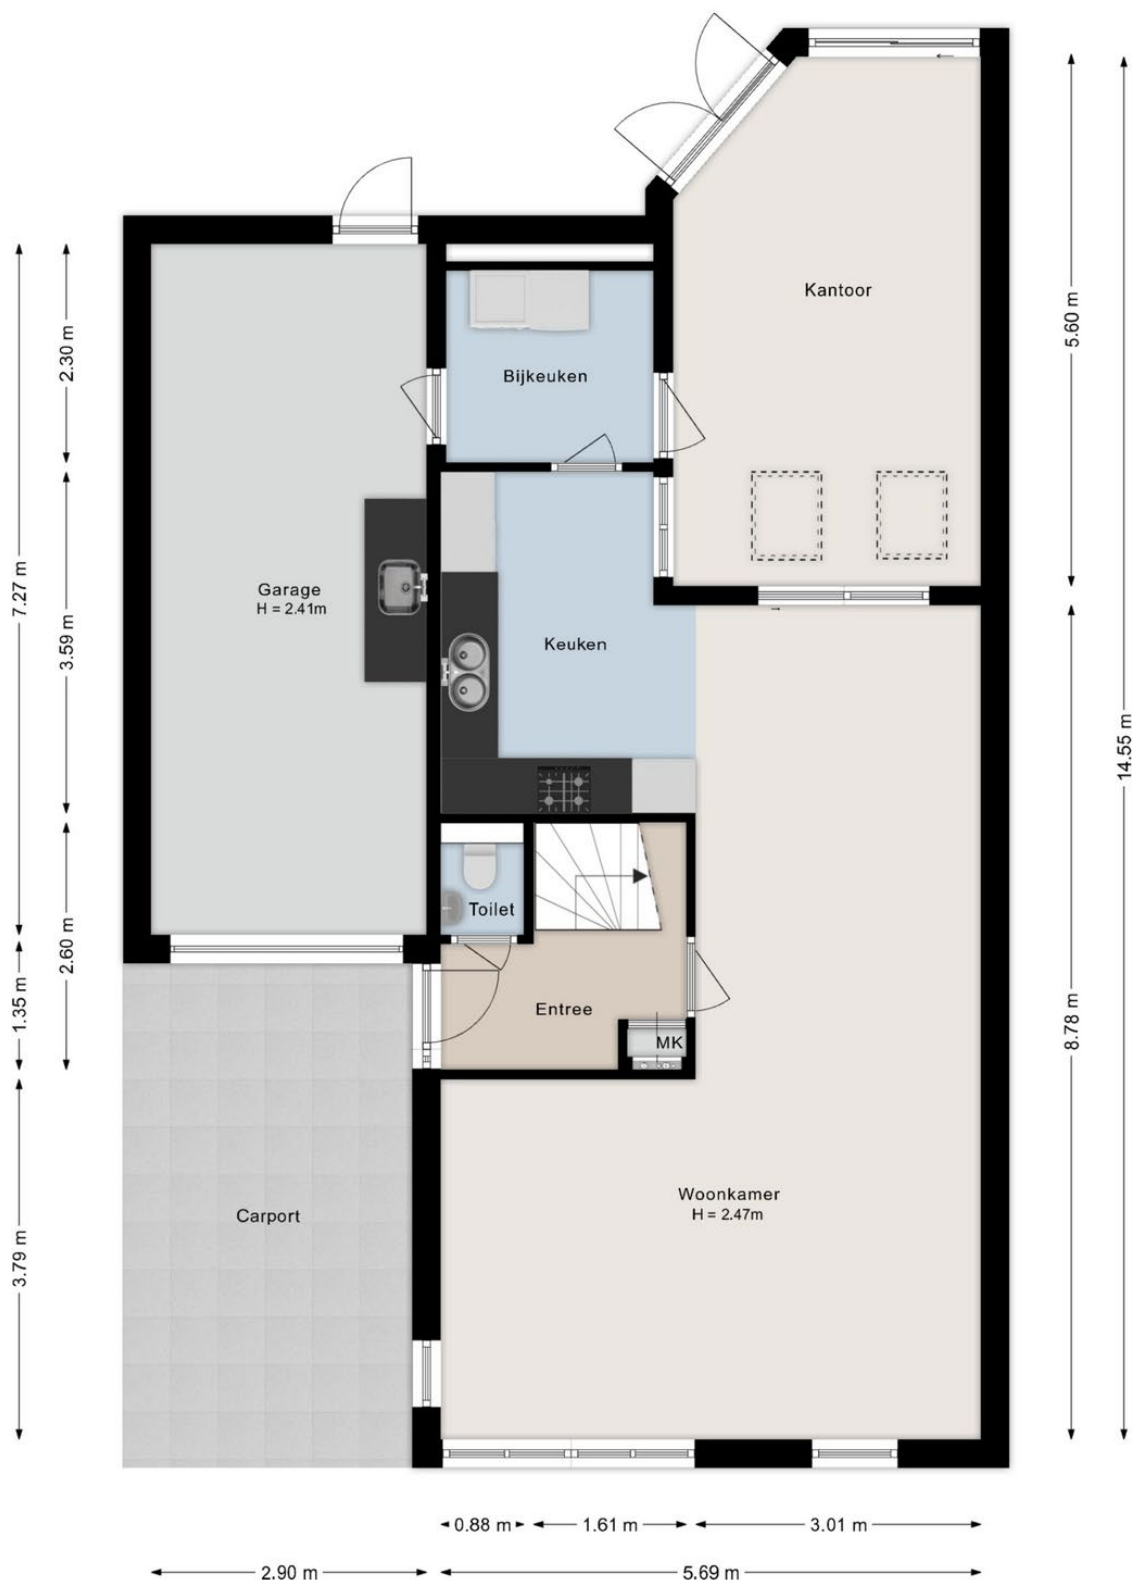 Kantoor
Bijkeuken
Garage
H = 2.41m
Keuken
Toilet
Entree
MK
Carport
Woonkamer
H = 2.47m
2.30 m
7.27 m
3.59 m
2.60 m
1.35 m
3.79 m
5.60 m
14.55 m
8.78 m
0.88 m
1.61 m
3.01 m
2.90 m
5.69 m